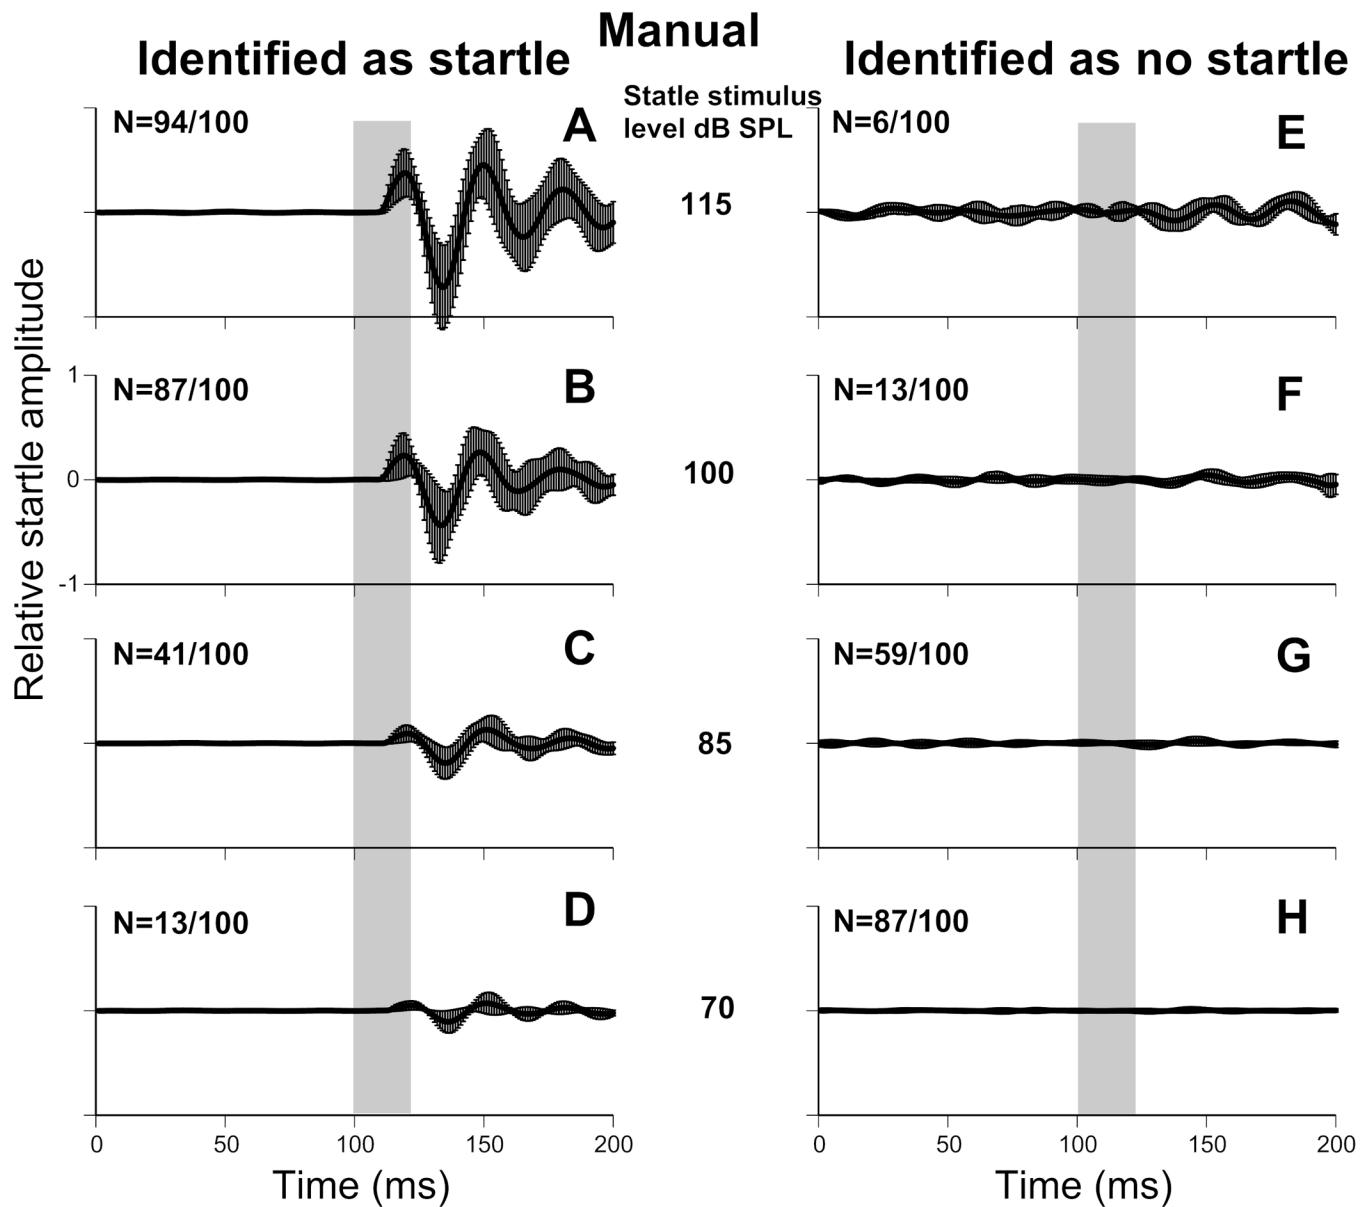 Manual
Identified as startle
Identified as no startle
Statle stimulus
level dB SPL
Relative startle amplitude
N=94/100
A
115
N=6/100
E
1
0
-1
N=87/100
B
100
N=13/100
F
N=41/100
C
85
N=59/100
G
N=13/100
D
70
N=87/100
H
0 50 100 150 200
0 50 100 150 200
Time (ms)
Time (ms)